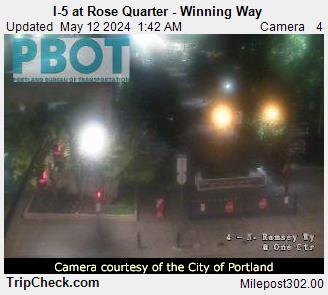 I-5 at Rose Quarter - Winning Way
Updated May 12 2024 1:42 AM Camera 4
PBOT
PORTLAND BUREAU OF TRANSPORTATION
4 - N. Ramsey Wy
@ One Ctr
Camera courtesy of the City of Portland
TripCheck.com Milepost302.00